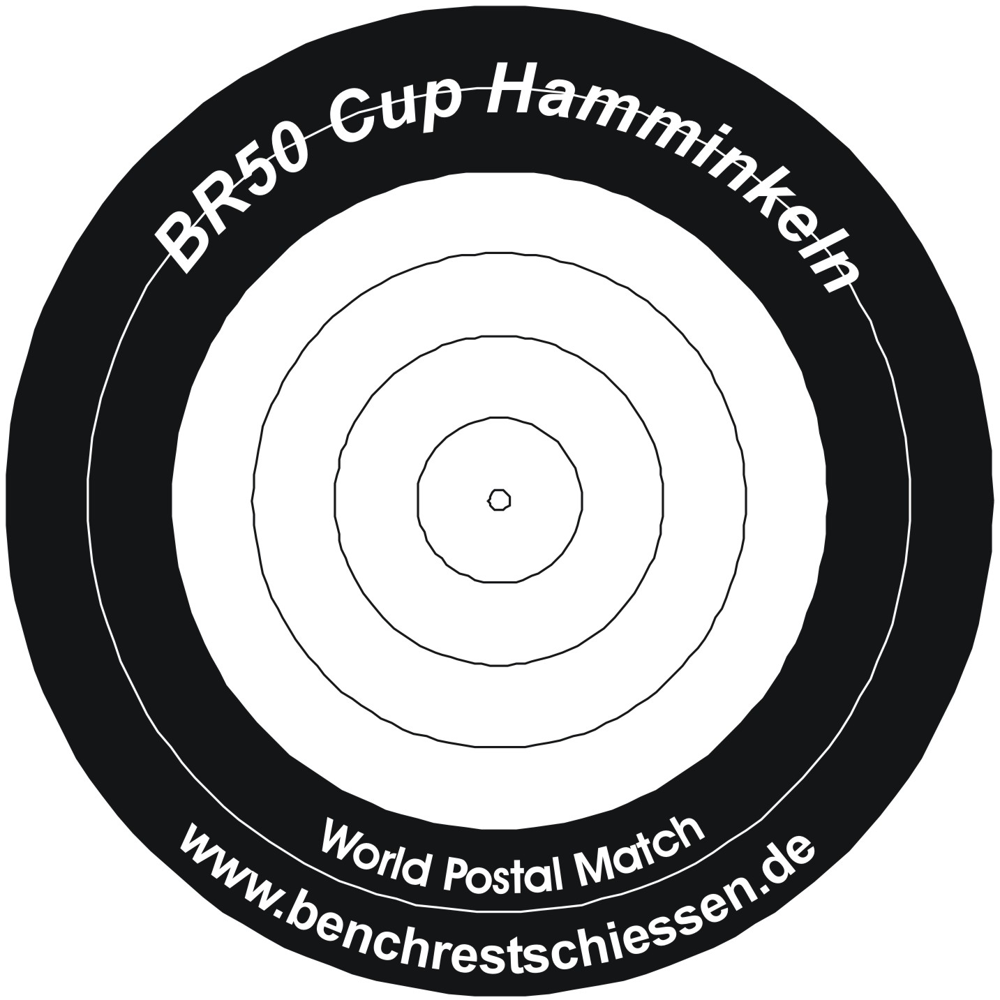 BR50 Cup Hamminkeln
World Postal Match
www.benchrestschiessen.de